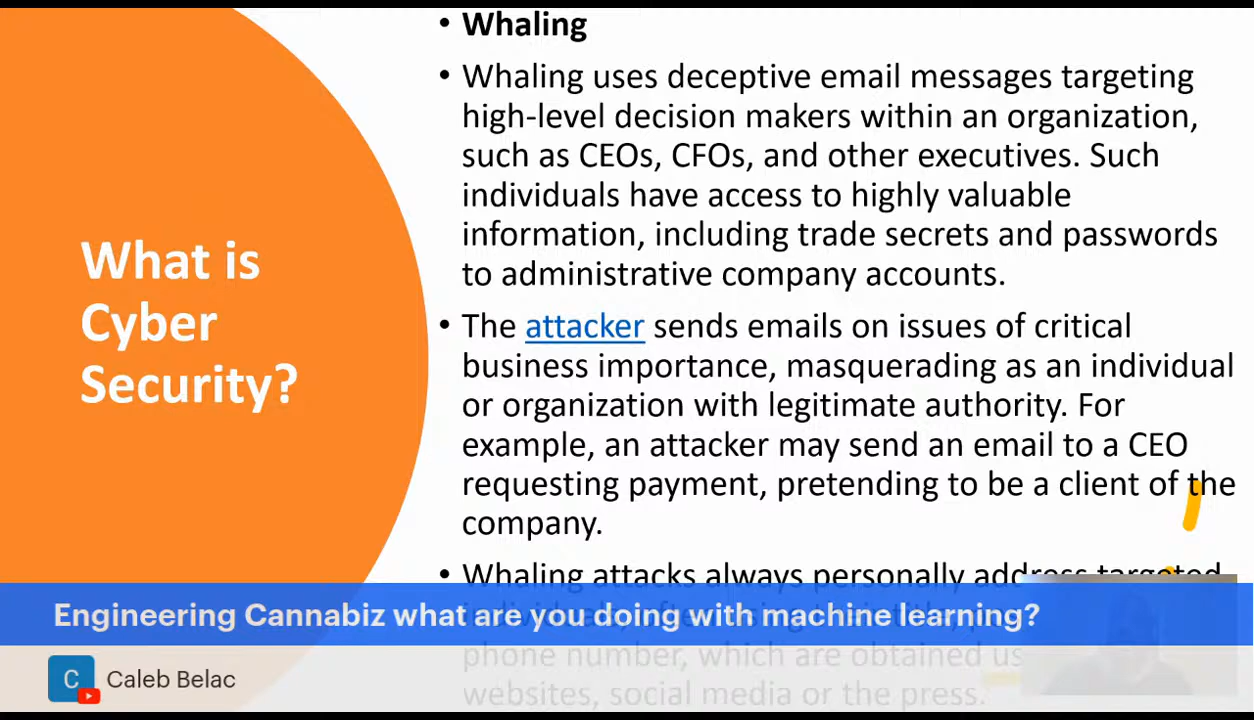 What is
Cyber
Security?
• Whaling
• Whaling uses deceptive email messages targeting
high-level decision makers within an organization,
such as CEOs, CFOs, and other executives. Such
individuals have access to highly valuable
information, including trade secrets and passwords
to administrative company accounts.
• The attacker sends emails on issues of critical
business importance, masquerading as an individual
or organization with legitimate authority. For
example, an attacker may send an email to a CEO
requesting payment, pretending to be a client of the
company.
• Whaling attacks always personally address targeted
phone number, which are obtained
websites, social media or the press.
Engineering Cannabiz what are you doing with machine learning?
C
Caleb Belac